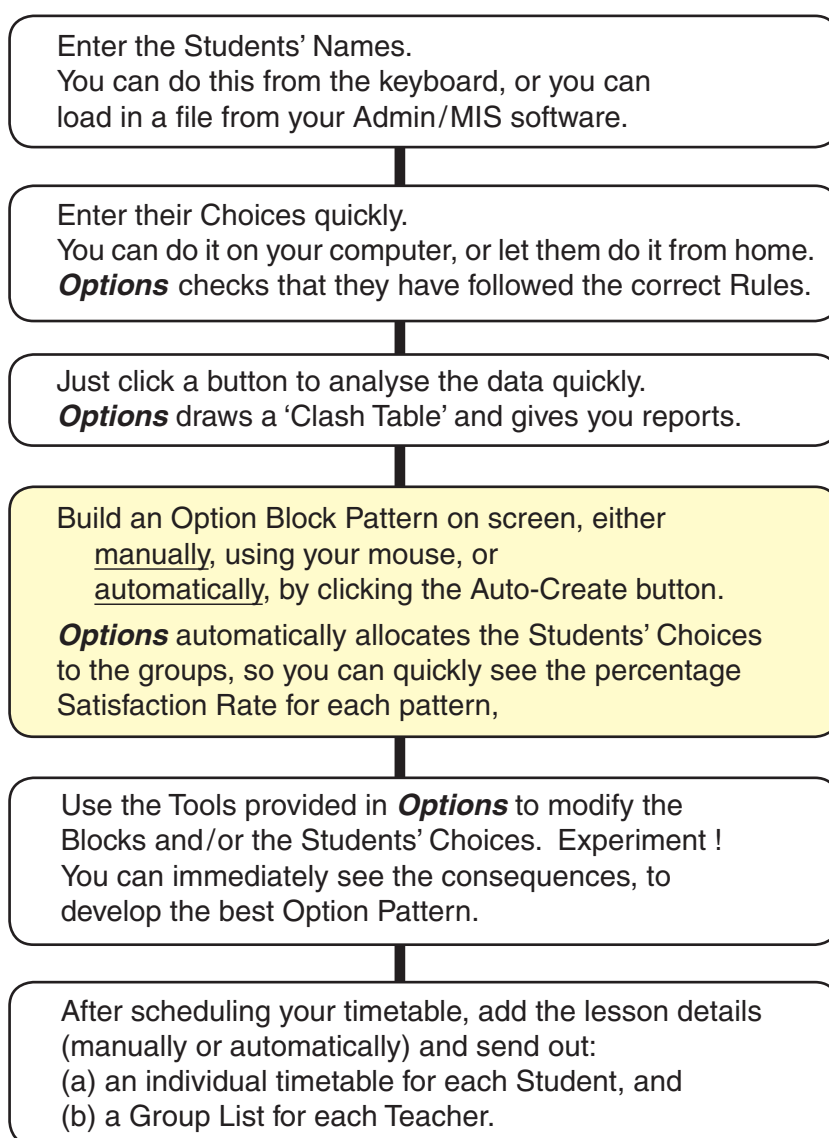 Enter the Students’ Names.
You can do this from the keyboard, or you can
load in a file from your Admin/MIS software.
Enter their Choices quickly.
You can do it on your computer, or let them do it from home.
Options checks that they have followed the correct Rules.
Just click a button to analyse the data quickly.
Options draws a ‘Clash Table’ and gives you reports.
Build an Option Block Pattern on screen, either
manually, using your mouse, or
automatically, by clicking the Auto-Create button.
Options automatically allocates the Students’ Choices
to the groups, so you can quickly see the percentage
Satisfaction Rate for each pattern,
Use the Tools provided in Options to modify the
Blocks and/or the Students’ Choices. Experiment !
You can immediately see the consequences, to
develop the best Option Pattern.
After scheduling your timetable, add the lesson details
(manually or automatically) and send out:
(a) an individual timetable for each Student, and
(b) a Group List for each Teacher.